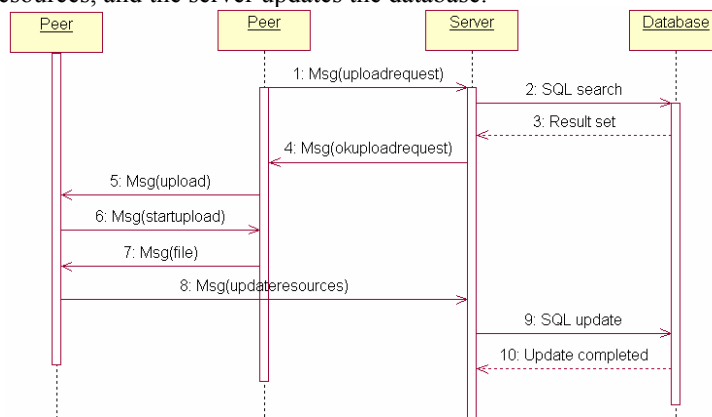 esources, and the server updates the database.
Peer
Peer
Server
Database
1: Msg(uploadrequest)
2: SQL search
3: Result set
4: Msg(okuploadrequest)
5: Msg(upload)
6: Msg(startupload)
7: Msg(file)
8: Msg(updateresources)
9: SQL update
10: Update completed